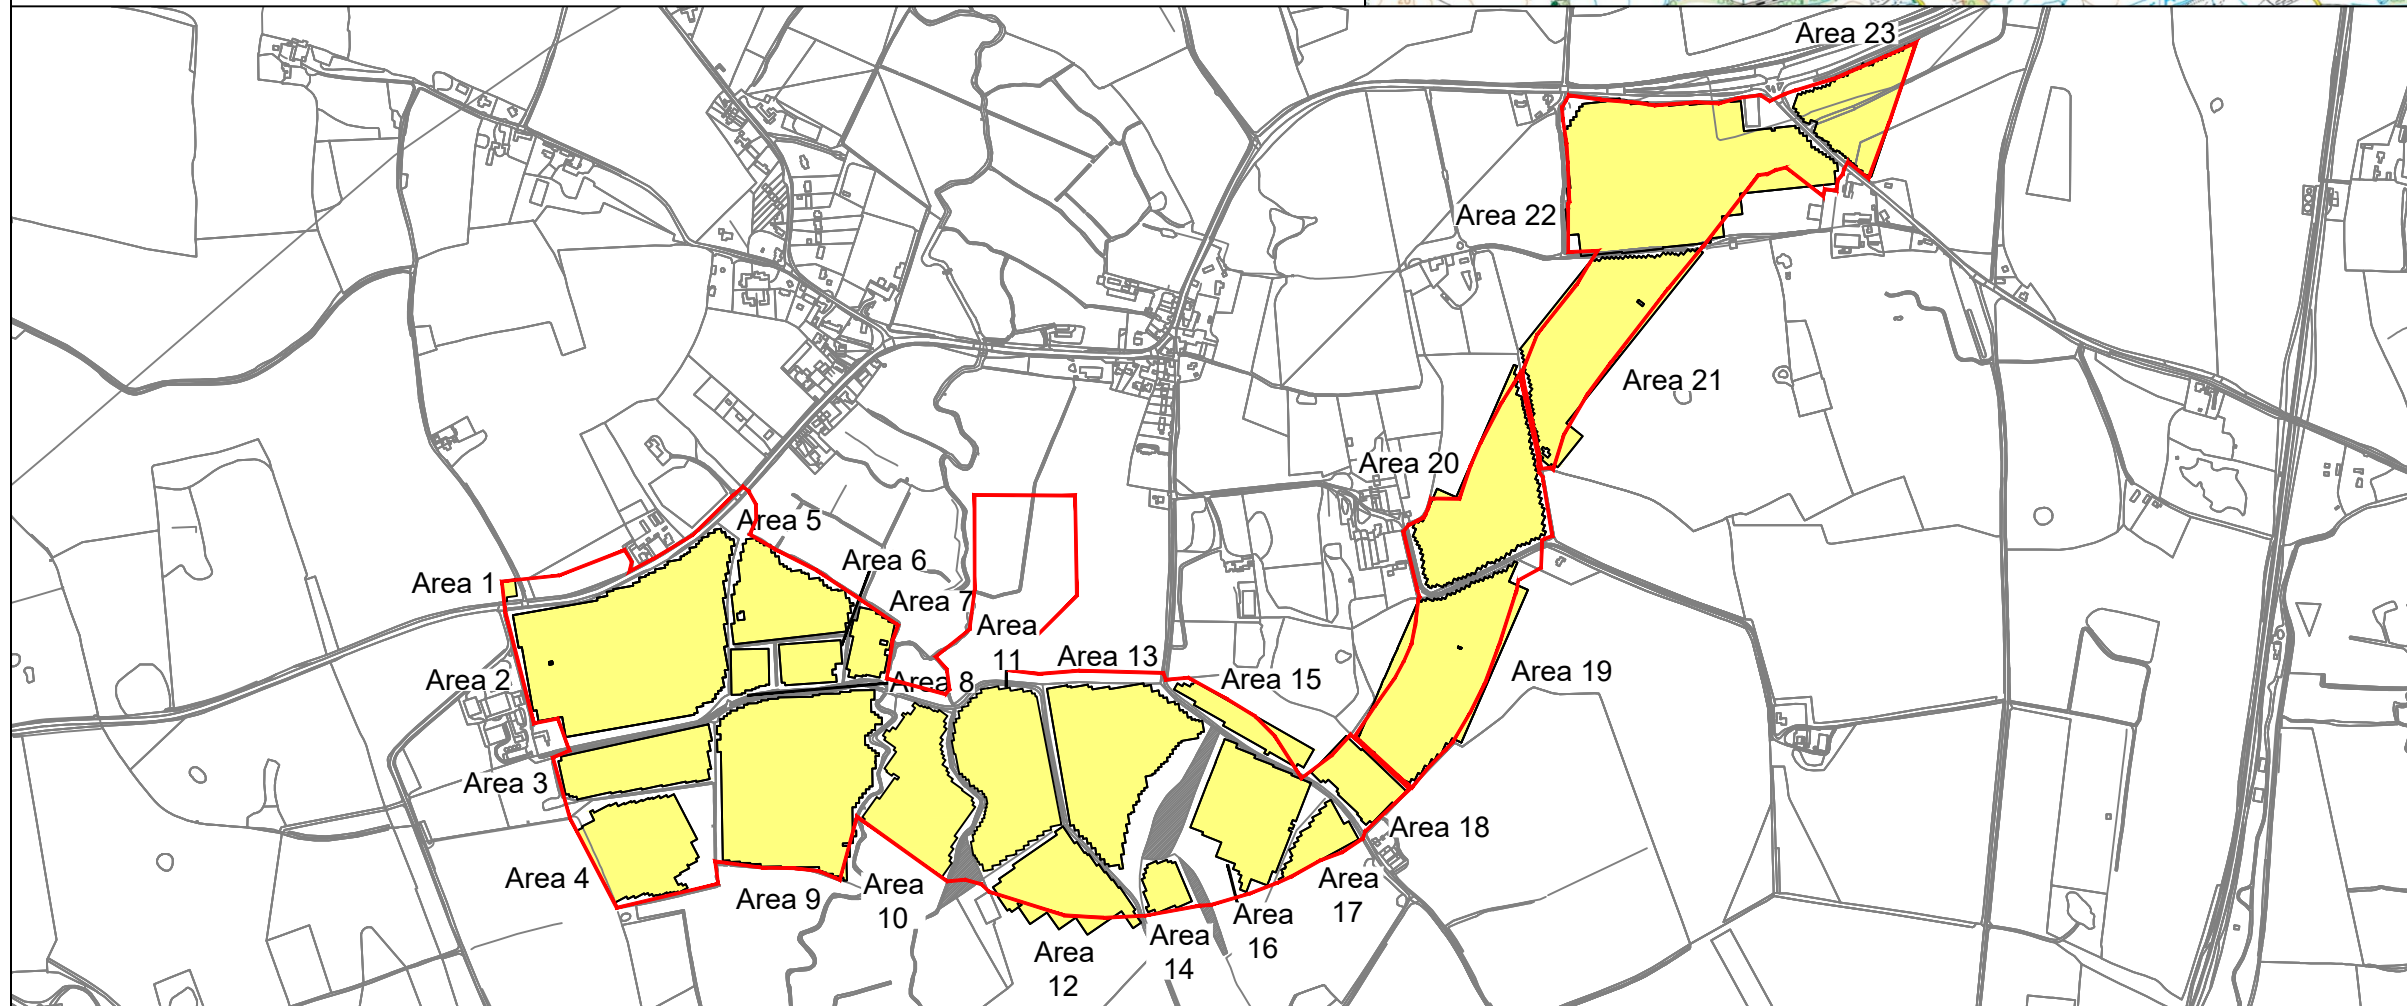 Area 23
Area 22
Area 21
Area 20
Area 5
Area 6
Area 1
Area 7
Area
11
Area 13
Area 2
Area 8
Area 15
Area 19
Area 3
Area 18
Area 4
Area 9
Area
10
Area
17
Area
16
Area
14
Area
12